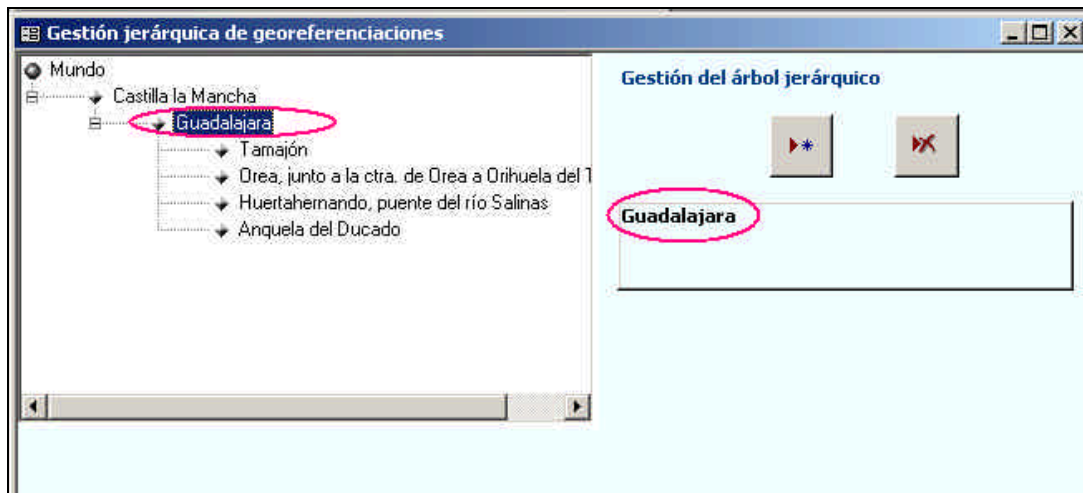 Gestión jerárquica de georeferenciaciones
Mundo
Castilla la Mancha
Guadalajara
Tamajón
Orea, junto a la ctra. de Orea a Orihuela del
Huertahernando, puente del río Salinas
Anquela del Ducado
Gestión del árbol jerárquico
Guadalajara